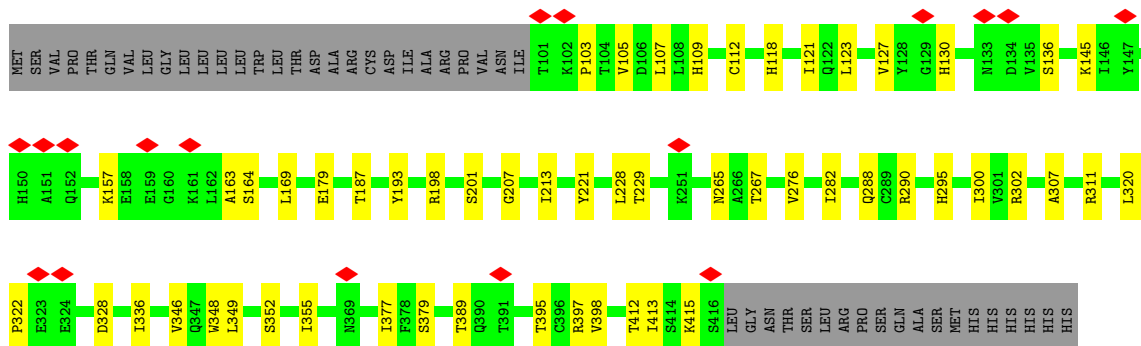 MET SER VAL PRO THR GLN VAL LEU GLY LEU LEU LEU LEU TRP LEU THR ASP ALA ARG CYS ASP ILE ALA ARG PRO VAL ASN ILE T101 K102 P103 T104 V105 D106 L107 L108 H109 C112 H118 I121 Q122 L123 V127 Y128 G129 H130 N133 D134 V135 S136 K145 I146 Y147
H150 A151 Q152 K157 E158 E159 G160 K161 L162 A163 S164 L169 E179 T187 Y193 R198 S201 G207 I213 Y221 L228 T229 K251 N265 A266 T267 V276 I282 Q288 C289 R290 H295 I300 V301 R302 A307 R311 L320
P322 E323 E324 D328 I336 V346 Q347 W348 L349 S352 I355 N369 I377 F378 S379 T389 Q390 T391 T395 C396 R397 V398 T412 I413 S414 K415 S416 LEU GLY ASN THR SER LEU ARG PRO SER GLN ALA SER MET HIS HIS HIS HIS HIS HIS